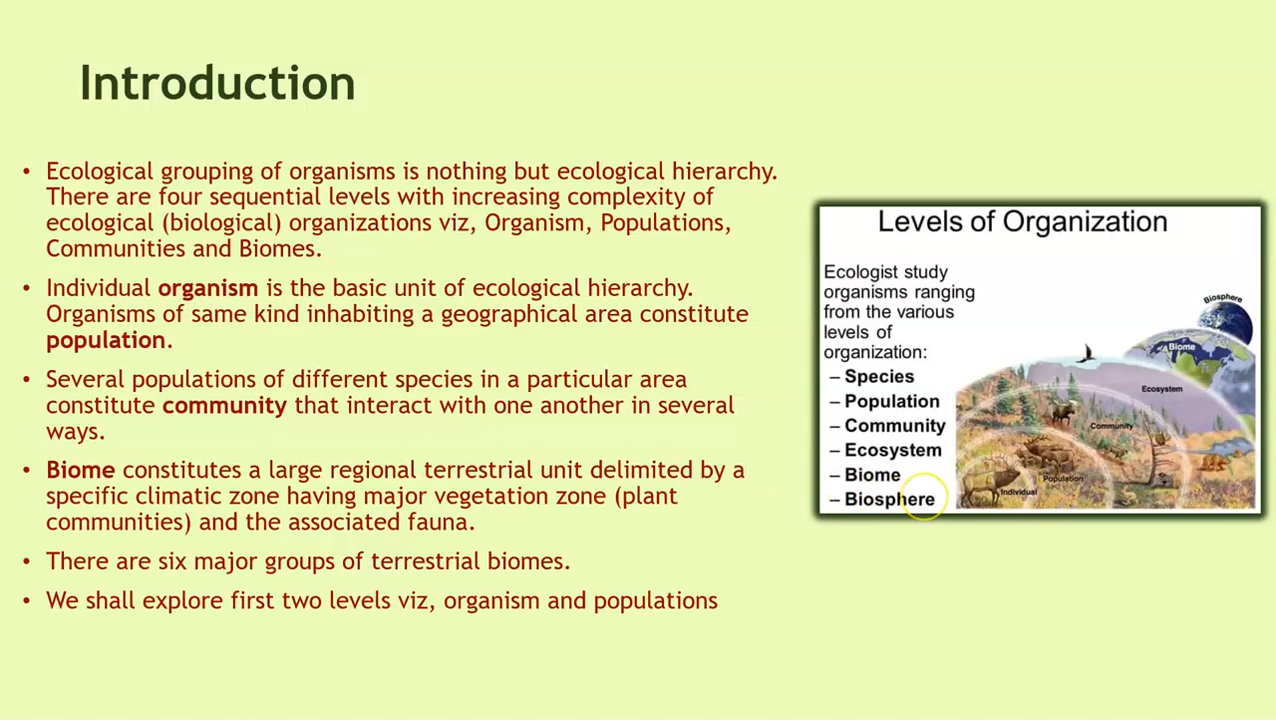 Introduction
• Ecological grouping of organisms is nothing but ecological hierarchy.
There are four sequential levels with increasing complexity of
ecological (biological) organizations viz, Organism, Populations,
Communities and Biomes.
• Individual organism is the basic unit of ecological hierarchy.
Organisms of same kind inhabiting a geographical area constitute
population.
• Several populations of different species in a particular area
constitute community that interact with one another in several
ways.
• Biome constitutes a large regional terrestrial unit delimited by a
specific climatic zone having major vegetation zone (plant
communities) and the associated fauna.
• There are six major groups of terrestrial biomes.
• We shall explore first two levels viz, organism and populations
Levels of Organization
Ecologist study
organisms ranging
from the various
levels of
organization:
– Species
– Population
– Community
– Ecosystem
– Biome
– Biosphere
Biosphere
Biome
Ecosystem
Community
Population
Individual